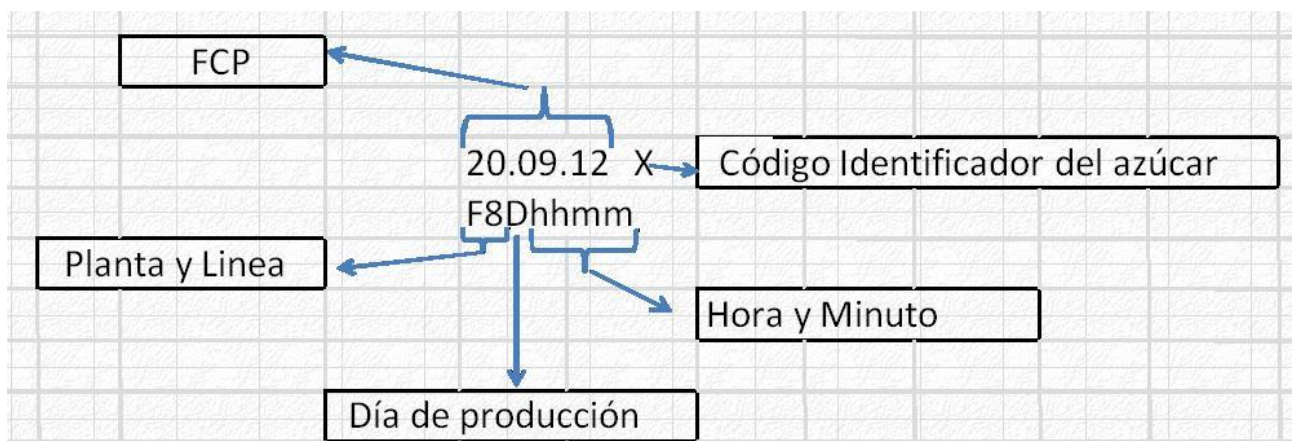 FCP
20.09.12 X
Código Identificador del azúcar
F8Dhhmm
Planta y Linea
Hora y Minuto
Día de producción